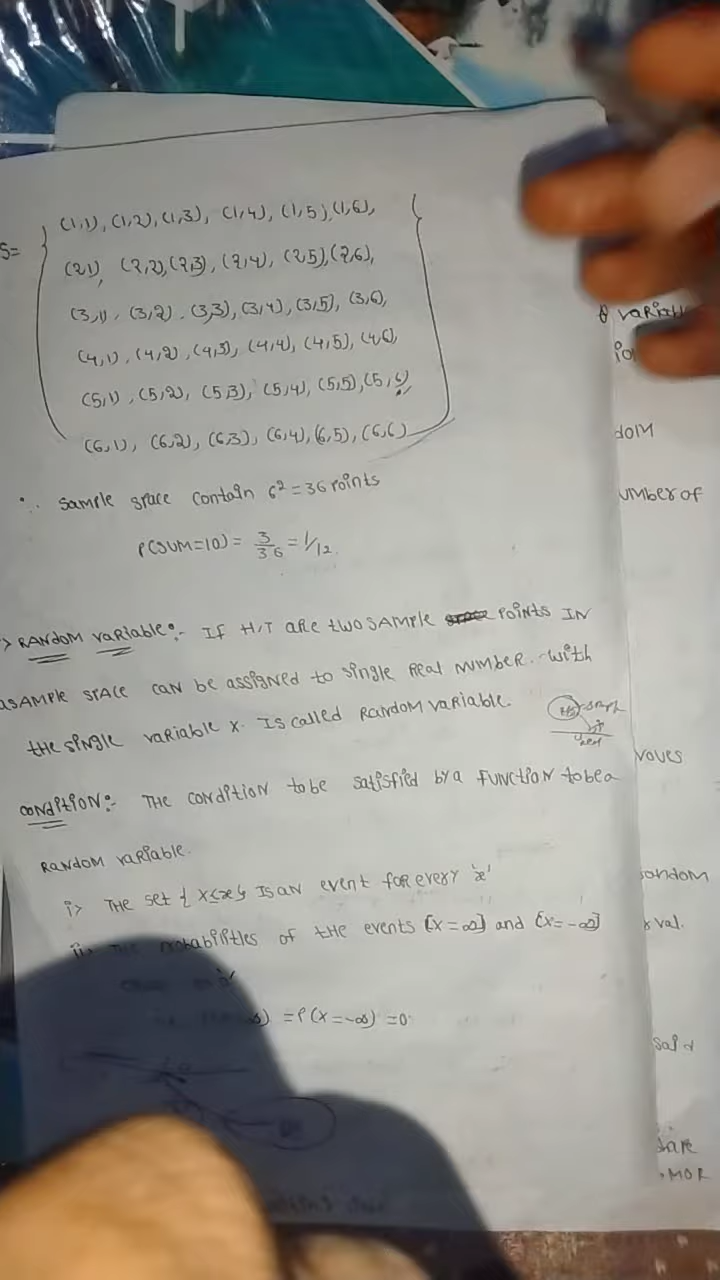 S= { (1,1), (1,2), (1,3), (1,4), (1,5), (1,6),
(2,1), (2,2), (2,3), (2,4), (2,5), (2,6),
(3,1), (3,2), (3,3), (3,4), (3,5), (3,6),
(4,1), (4,2), (4,3), (4,4), (4,5), (4,6)
(5,1), (5,2), (5,3), (5,4), (5,5), (5,6),
(6,1), (6,2), (6,3), (6,4), (6,5), (6,6) }
∴ Sample space contain 6² = 36 points
P(SUM=10) = 3/36 = 1/12.
> RANDOM VARIABLE:- IF H,T ARE TWO SAMPLE POINTS IN
A SAMPLE SPACE CAN be assigned to single REAL NUMBER. with
THE single variable X. IS called RANDOM variable.
CONDITION:- THE condition to be satisfied by a FUNCTION to be a
RANDOM variable.
i> THE set { X≤x } IS an event for every 'x'
ii> THE probabilities of tHE events [X = ∞] and [X = -∞]
= P(X = -∞) = 0.
DOM
umber of
roves
andom
val.
said